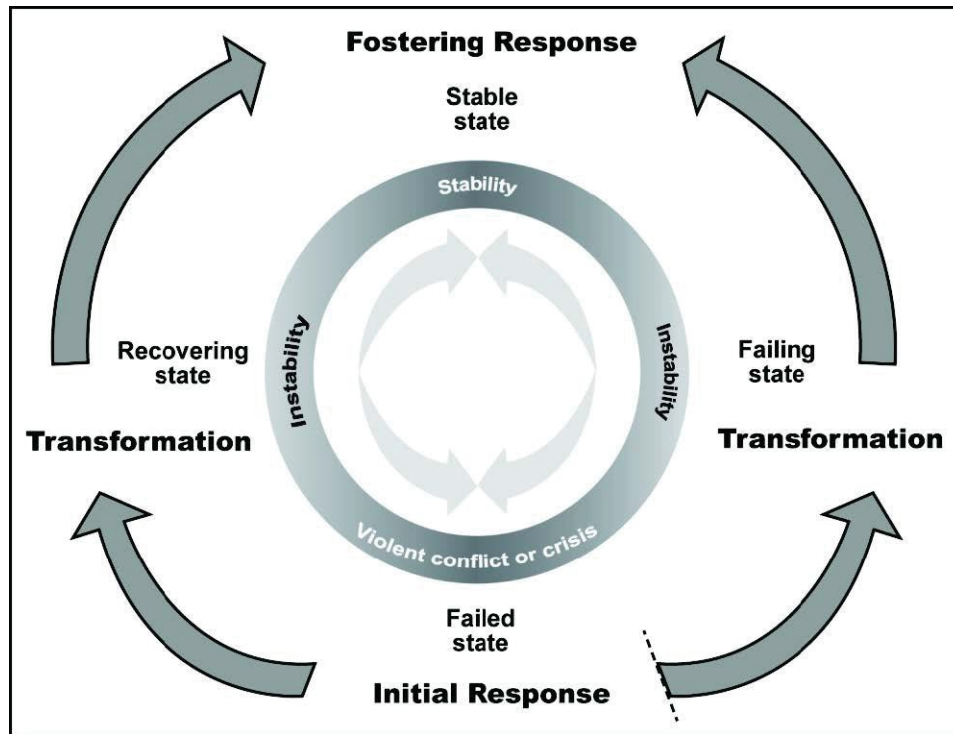 Fostering Response
Stable
state
Stability
Instability
Instability
Recovering
state
Failing
state
Transformation
Transformation
Violent conflict or crisis
Failed
state
Initial Response